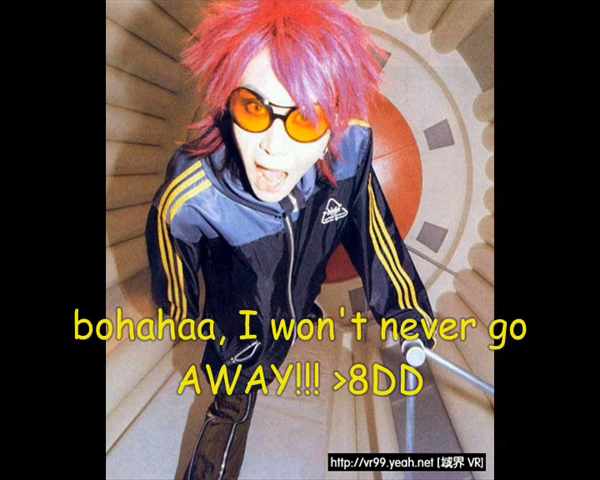 bohahaa, I won't never go
AWAY!!! >8DD
http://vr99.yeah.net [域界 VR]